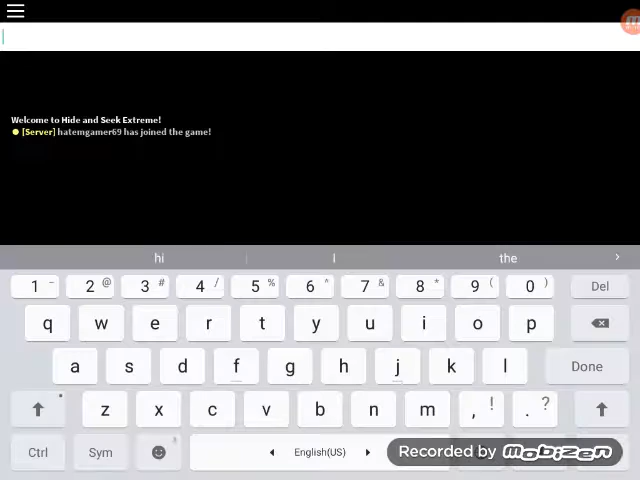 Welcome to Hide and Seek Extreme!
[Server] hatemgamer69 has joined the game!
hi I the
1 - 2 @ 3 # 4 / 5 % 6 ^ 7 & 8 * 9 ( 0 ) Del
q w e r t y u i o p
a s d f g h j k l Done
z x c v b n m , ! . ?
Ctrl Sym English(US)
Recorded by mobizen